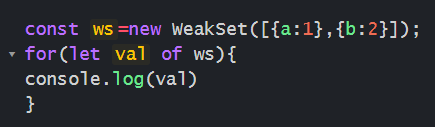 const ws=new WeakSet([{a:1},{b:2}]);
for(let val of ws){
console.log(val)
}